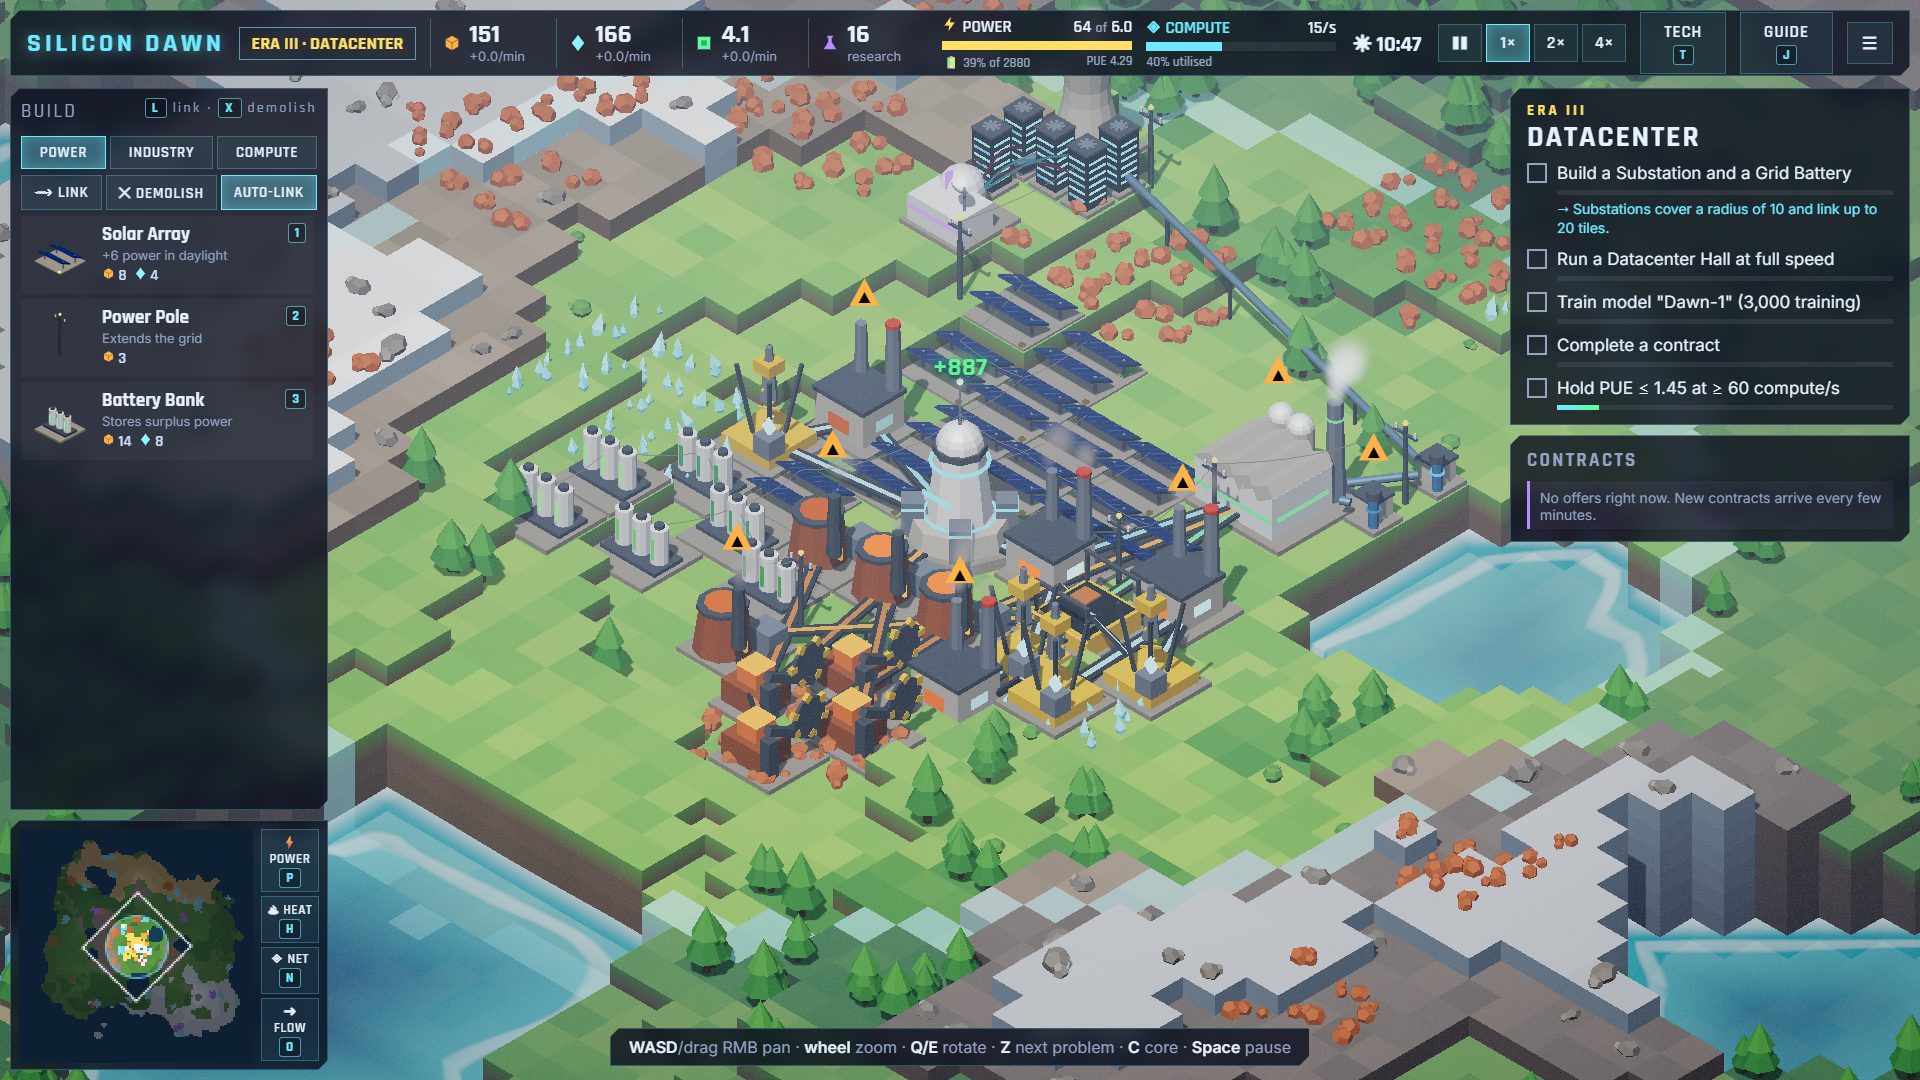 SILICON DAWN
ERA III · DATACENTER
151
+0.0/min
166
+0.0/min
4.1
+0.0/min
16
research
POWER
64 of 6.0
39% of 2880
PUE 4.29
COMPUTE
15/s
40% utilised
10:47
1×
2×
4×
TECH
T
GUIDE
J
BUILD
L link · X demolish
POWER
INDUSTRY
COMPUTE
LINK
DEMOLISH
AUTO-LINK
Solar Array
1
+6 power in daylight
8 4
Power Pole
2
Extends the grid
3
Battery Bank
3
Stores surplus power
14 8
+887
ERA III
DATACENTER
Build a Substation and a Grid Battery
→ Substations cover a radius of 10 and link up to
20 tiles.
Run a Datacenter Hall at full speed
Train model "Dawn-1" (3,000 training)
Complete a contract
Hold PUE ≤ 1.45 at ≥ 60 compute/s
CONTRACTS
No offers right now. New contracts arrive every few
minutes.
POWER
P
HEAT
H
NET
N
FLOW
O
WASD/drag RMB pan · wheel zoom · Q/E rotate · Z next problem · C core · Space pause